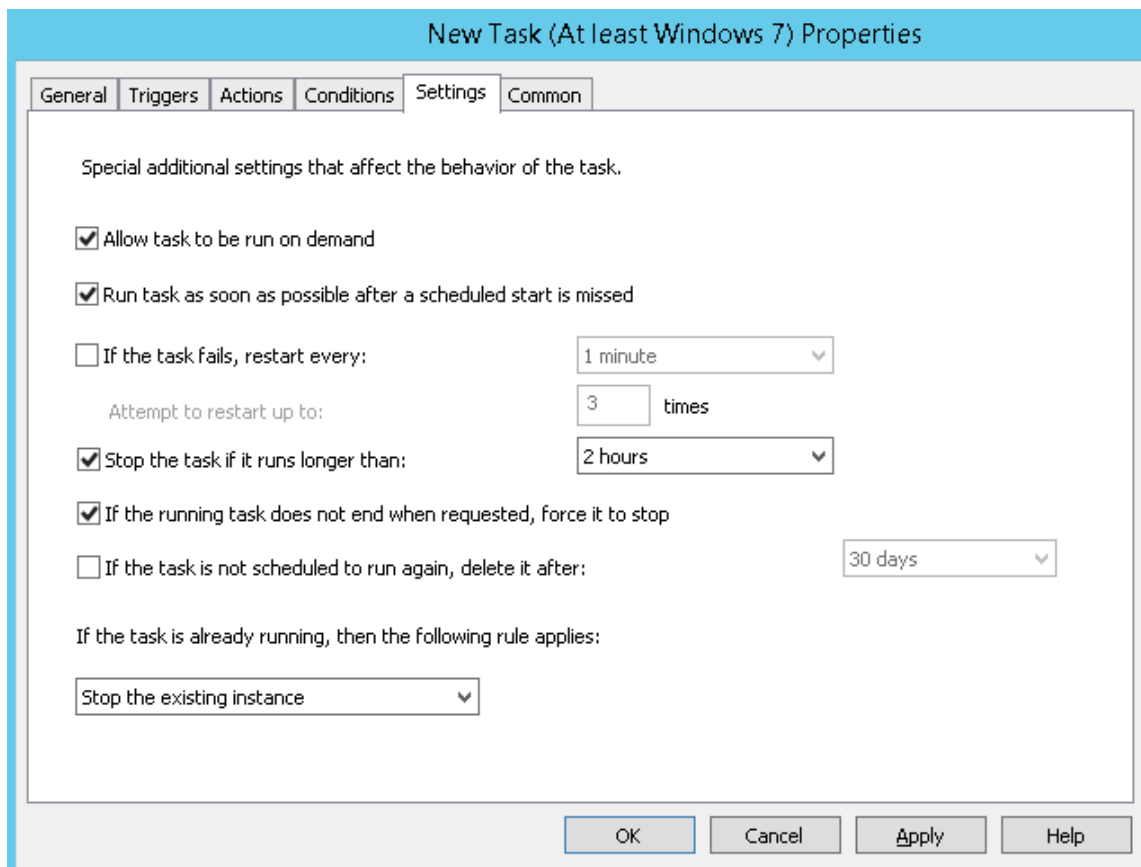 New Task (At least Windows 7) Properties
General Triggers Actions Conditions Settings Common
Special additional settings that affect the behavior of the task.
Allow task to be run on demand
Run task as soon as possible after a scheduled start is missed
If the task fails, restart every: 1 minute
Attempt to restart up to: 3 times
Stop the task if it runs longer than: 2 hours
If the running task does not end when requested, force it to stop
If the task is not scheduled to run again, delete it after: 30 days
If the task is already running, then the following rule applies:
Stop the existing instance
OK Cancel Apply Help